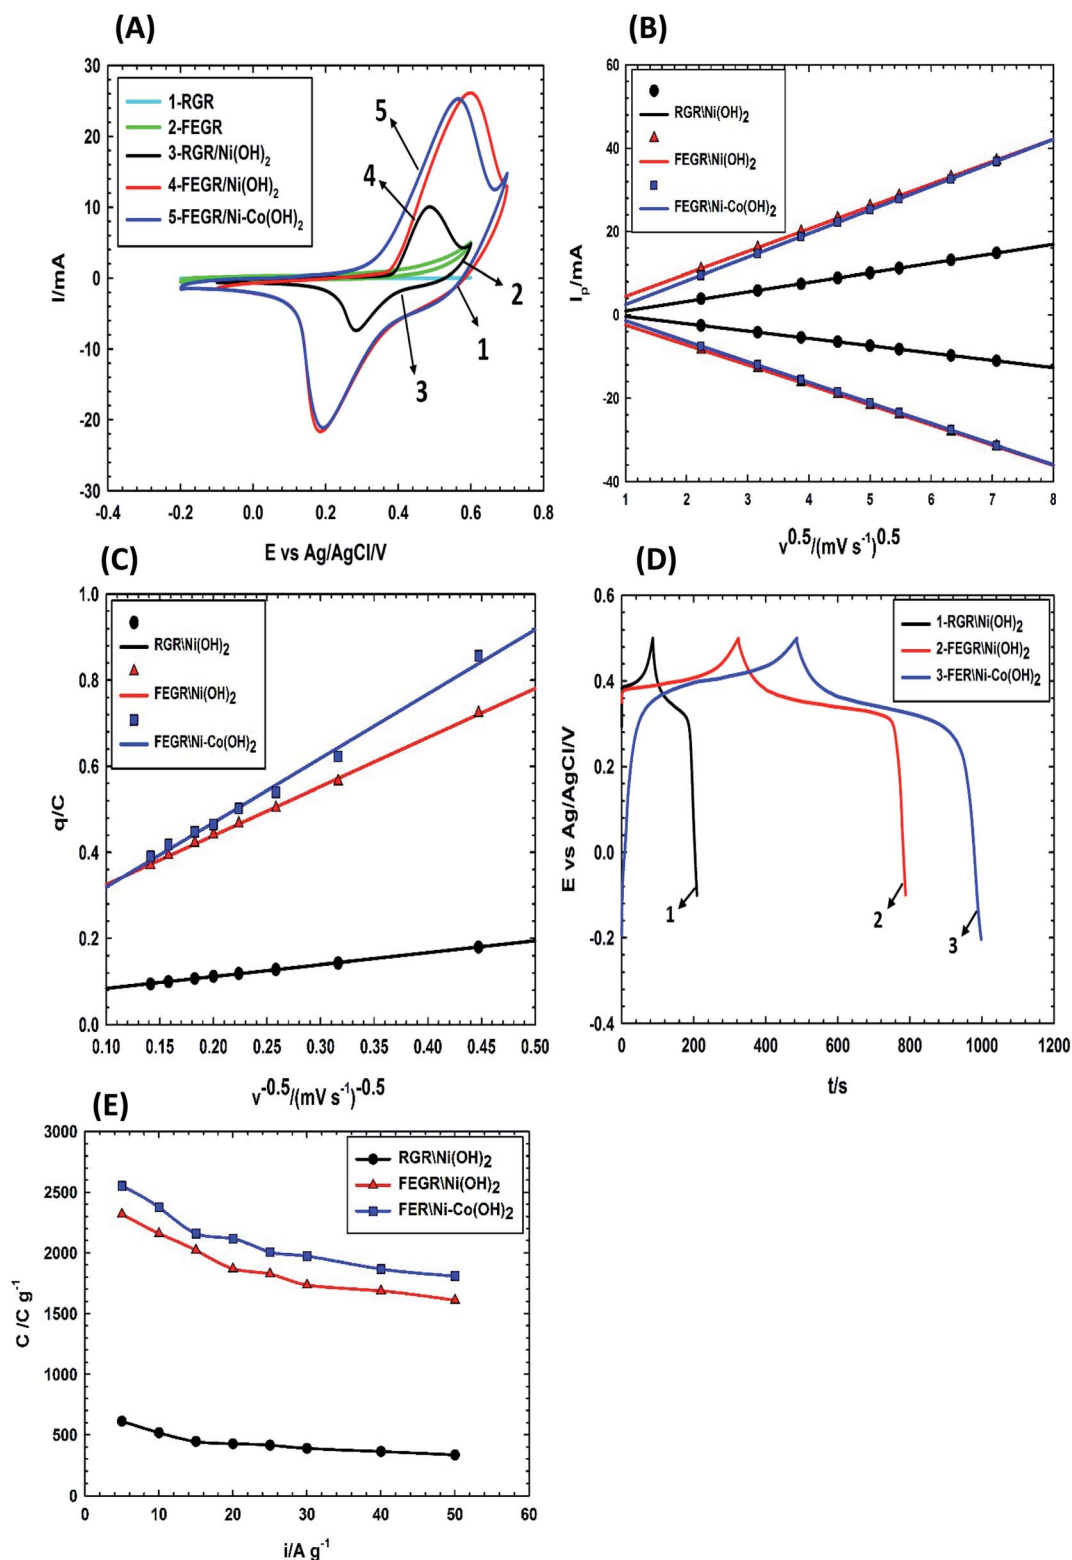 (A)
30
20
10
0
-10
-20
-30
I/mA
1-RGR
2-FEGR
3-RGR/Ni(OH)2
4-FEGR/Ni(OH)2
5-FEGR/Ni-Co(OH)2
5
4
2
1
3
-0.4 -0.2 0.0 0.2 0.4 0.6 0.8
E vs Ag/AgCl/V
(B)
60
40
20
0
-20
-40
Ip/mA
RGR\Ni(OH)2
FEGR\Ni(OH)2
FEGR\Ni-Co(OH)2
1 2 3 4 5 6 7 8
v0.5/(mV s-1)0.5
(C)
1.0
0.8
0.6
0.4
0.2
0.0
q/C
RGR\Ni(OH)2
FEGR\Ni(OH)2
FEGR\Ni-Co(OH)2
0.10 0.15 0.20 0.25 0.30 0.35 0.40 0.45 0.50
v-0.5/(mV s-1)-0.5
(D)
0.6
0.4
0.2
0.0
-0.2
-0.4
E vs Ag/AgCl/V
1-RGR\Ni(OH)2
2-FEGR\Ni(OH)2
3-FER\Ni-Co(OH)2
1
2
3
0 200 400 600 800 1000 1200
t/s
(E)
3000
2500
2000
1500
1000
500
0
C /C g-1
RGR\Ni(OH)2
FEGR\Ni(OH)2
FER\Ni-Co(OH)2
0 10 20 30 40 50 60
i/A g-1